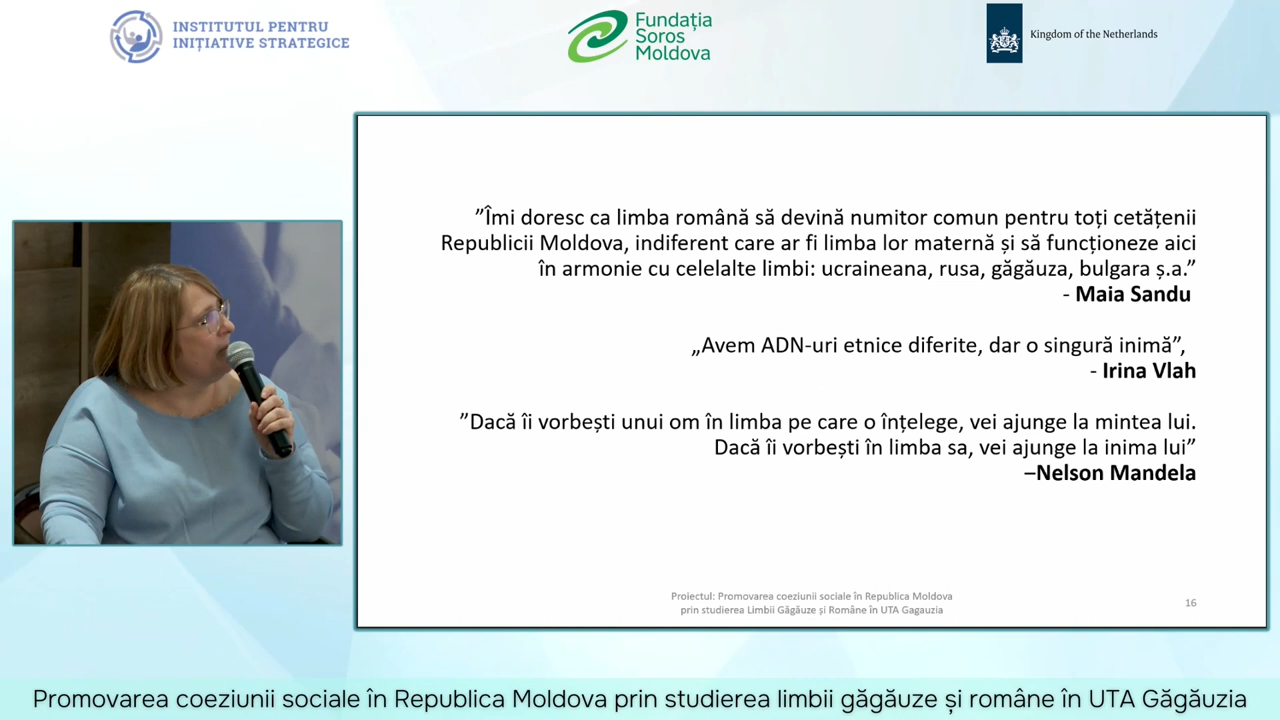 INSTITUTUL PENTRU
INIȚIATIVE STRATEGICE
Fundația
Soros
Moldova
Kingdom of the Netherlands
”Îmi doresc ca limba română să devină numitor comun pentru toți cetățenii
Republicii Moldova, indiferent care ar fi limba lor maternă și să funcționeze aici
în armonie cu celelalte limbi: ucraineana, rusa, găgăuza, bulgara ș.a.”
- Maia Sandu
„Avem ADN-uri etnice diferite, dar o singură inimă”,
- Irina Vlah
”Dacă îi vorbești unui om în limba pe care o înțelege, vei ajunge la mintea lui.
Dacă îi vorbești în limba sa, vei ajunge la inima lui”
–Nelson Mandela
Proiectul: Promovarea coeziunii sociale în Republica Moldova
prin studierea Limbii Găgăuze și Române în UTA Gagauzia
16
Promovarea coeziunii sociale în Republica Moldova prin studierea limbii găgăuze și române în UTA Găgăuzia